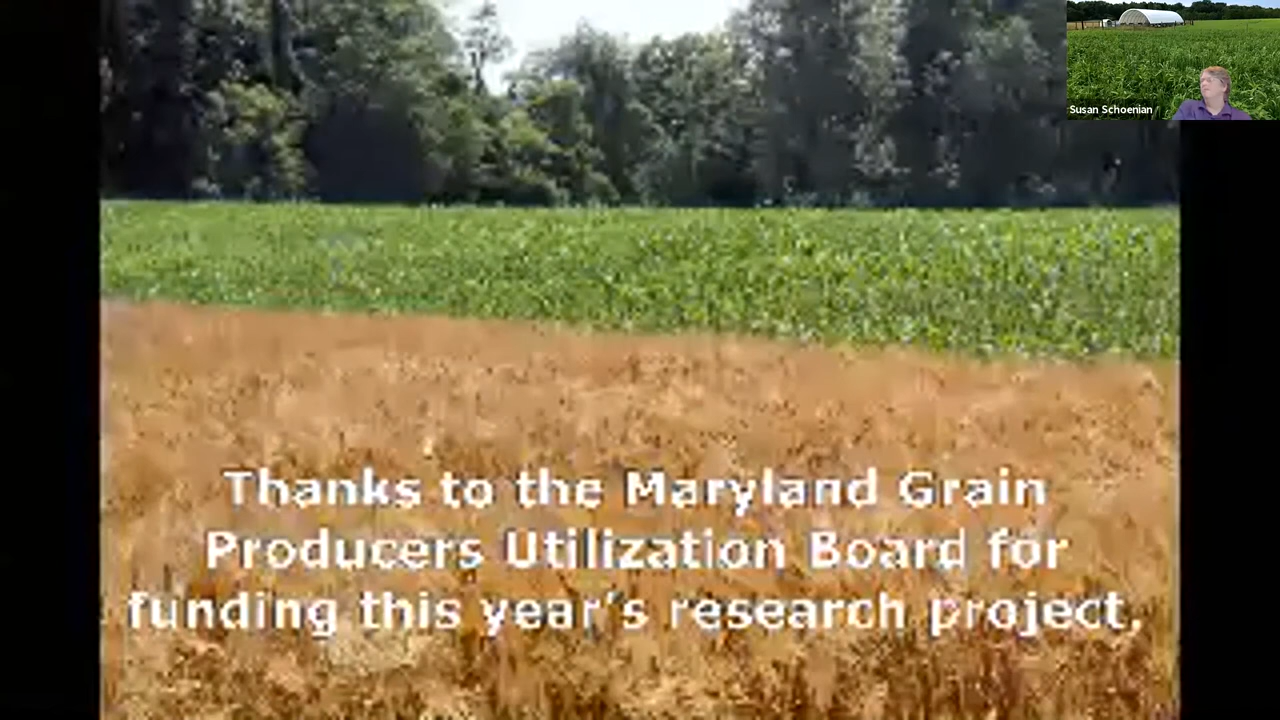 Susan Schoenian
Thanks to the Maryland Grain
Producers Utilization Board for
funding this year's research project.